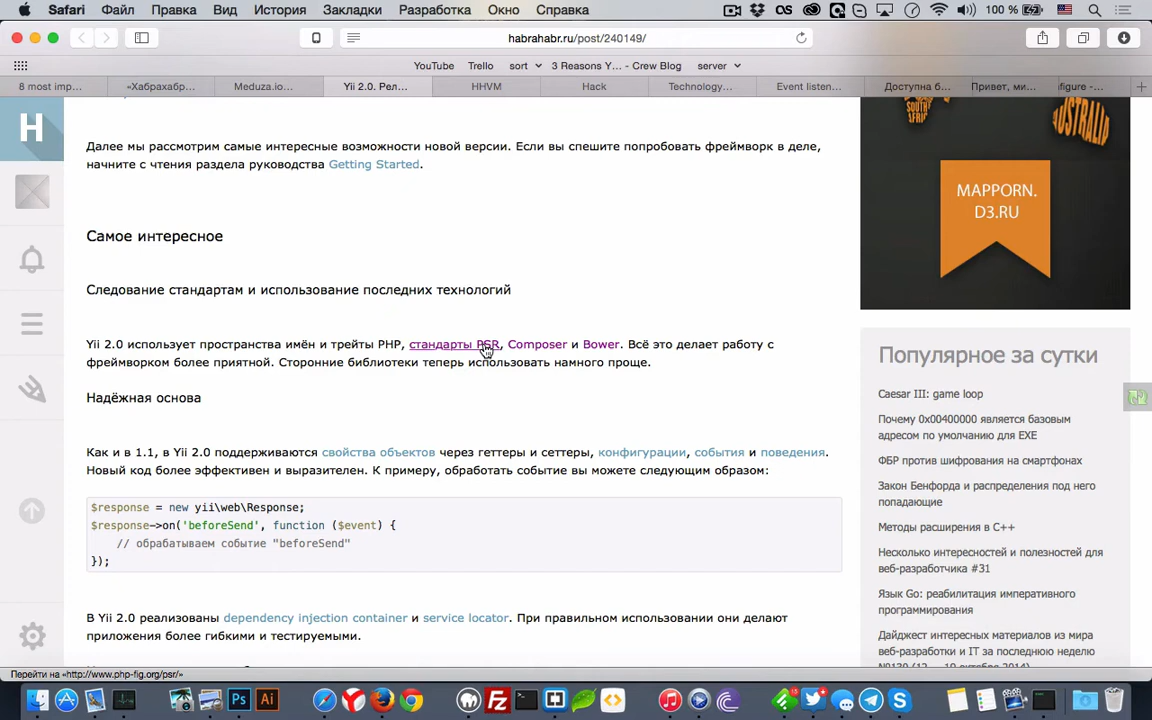 Safari Файл Правка Вид История Закладки Разработка Окно Справка 100 %
habrahabr.ru/post/240149/
YouTube Trello sort 3 Reasons Y... - Crew Blog server
8 most imp... «Хабрахабр... Meduza.io... Yii 2.0. Рел... HHVM Hack Technology... Event listen... Доступна б... Привет, ми... figure -...
Далее мы рассмотрим самые интересные возможности новой версии. Если вы спешите попробовать фреймворк в деле,
начните с чтения раздела руководства Getting Started.
Самое интересное
Следование стандартам и использование последних технологий
Yii 2.0 использует пространства имён и трейты PHP, стандарты PSR, Composer и Bower. Всё это делает работу с
фреймворком более приятной. Сторонние библиотеки теперь использовать намного проще.
Надёжная основа
Как и в 1.1, в Yii 2.0 поддерживаются свойства объектов через геттеры и сеттеры, конфигурации, события и поведения.
Новый код более эффективен и выразителен. К примеру, обработать событие вы можете следующим образом:
$response = new yii\web\Response;
$response->on('beforeSend', function ($event) {
// обрабатываем событие "beforeSend"
});
В Yii 2.0 реализованы dependency injection container и service locator. При правильном использовании они делают
приложения более гибкими и тестируемыми.
SOUTH
AFRICA
AUSTRALIA
MAPPORN.
D3.RU
Популярное за сутки
Caesar III: game loop
Почему 0x00400000 является базовым
адресом по умолчанию для EXE
ФБР против шифрования на смартфонах
Закон Бенфорда и распределения под него
попадающие
Методы расширения в C++
Несколько интересностей и полезностей для
веб-разработчика #31
Язык Go: реабилитация императивного
программирования
Дайджест интересных материалов из мира
веб-разработки и IT за последнюю неделю
№130 (12 — 19 октября 2014)
H
Перейти на «http://www.php-fig.org/psr/»
Ps Ai Fz